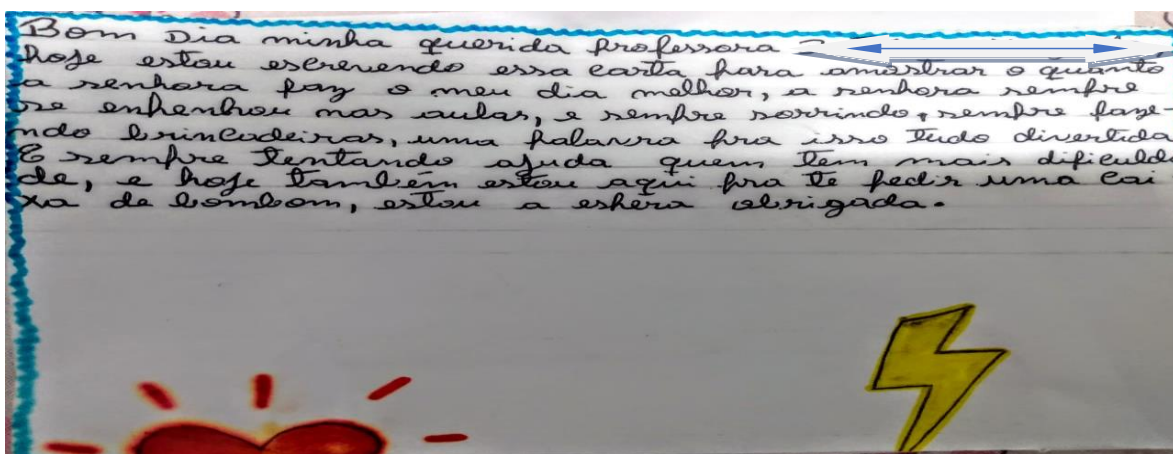 Bom Dia minha querida professora
hoje estou escrevendo essa carta para amostrar o quanto
a senhora faz o meu dia melhor, a senhora sempre
se enpenhou nas aulas, e sempre sorrindo, sempre faze-
ndo brincadeiras, uma palavra pra isso tudo divertida
E sempre tentando ajuda quem tem mais dificulda
de, e hoje também estou aqui pra te pedir uma cai
xa de bombom, estou a espera obrigada.